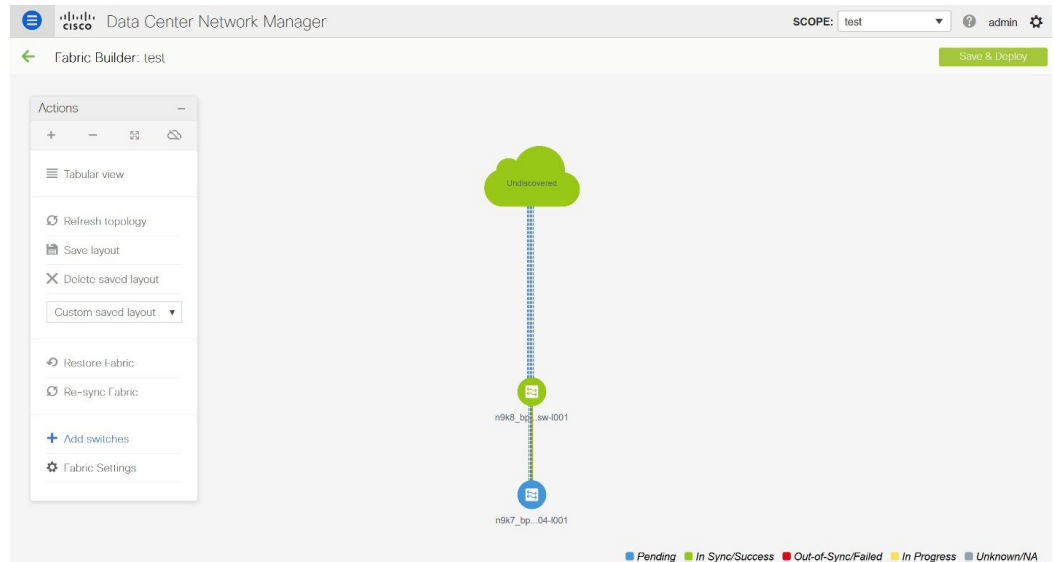 cisco Data Center Network Manager SCOPE: test admin
Fabric Builder: test Save & Deploy
Actions
Tabular view
Undiscovered
Refresh topology
Save layout
Delete saved layout
Custom saved layout
Restore Fabric
Re-sync Fabric
n9k8_bp...sw-l001
Add switches
Fabric Settings
n9k7_bp...04-l001
Pending In Sync/Success Out-of-Sync/Failed In Progress Unknown/NA